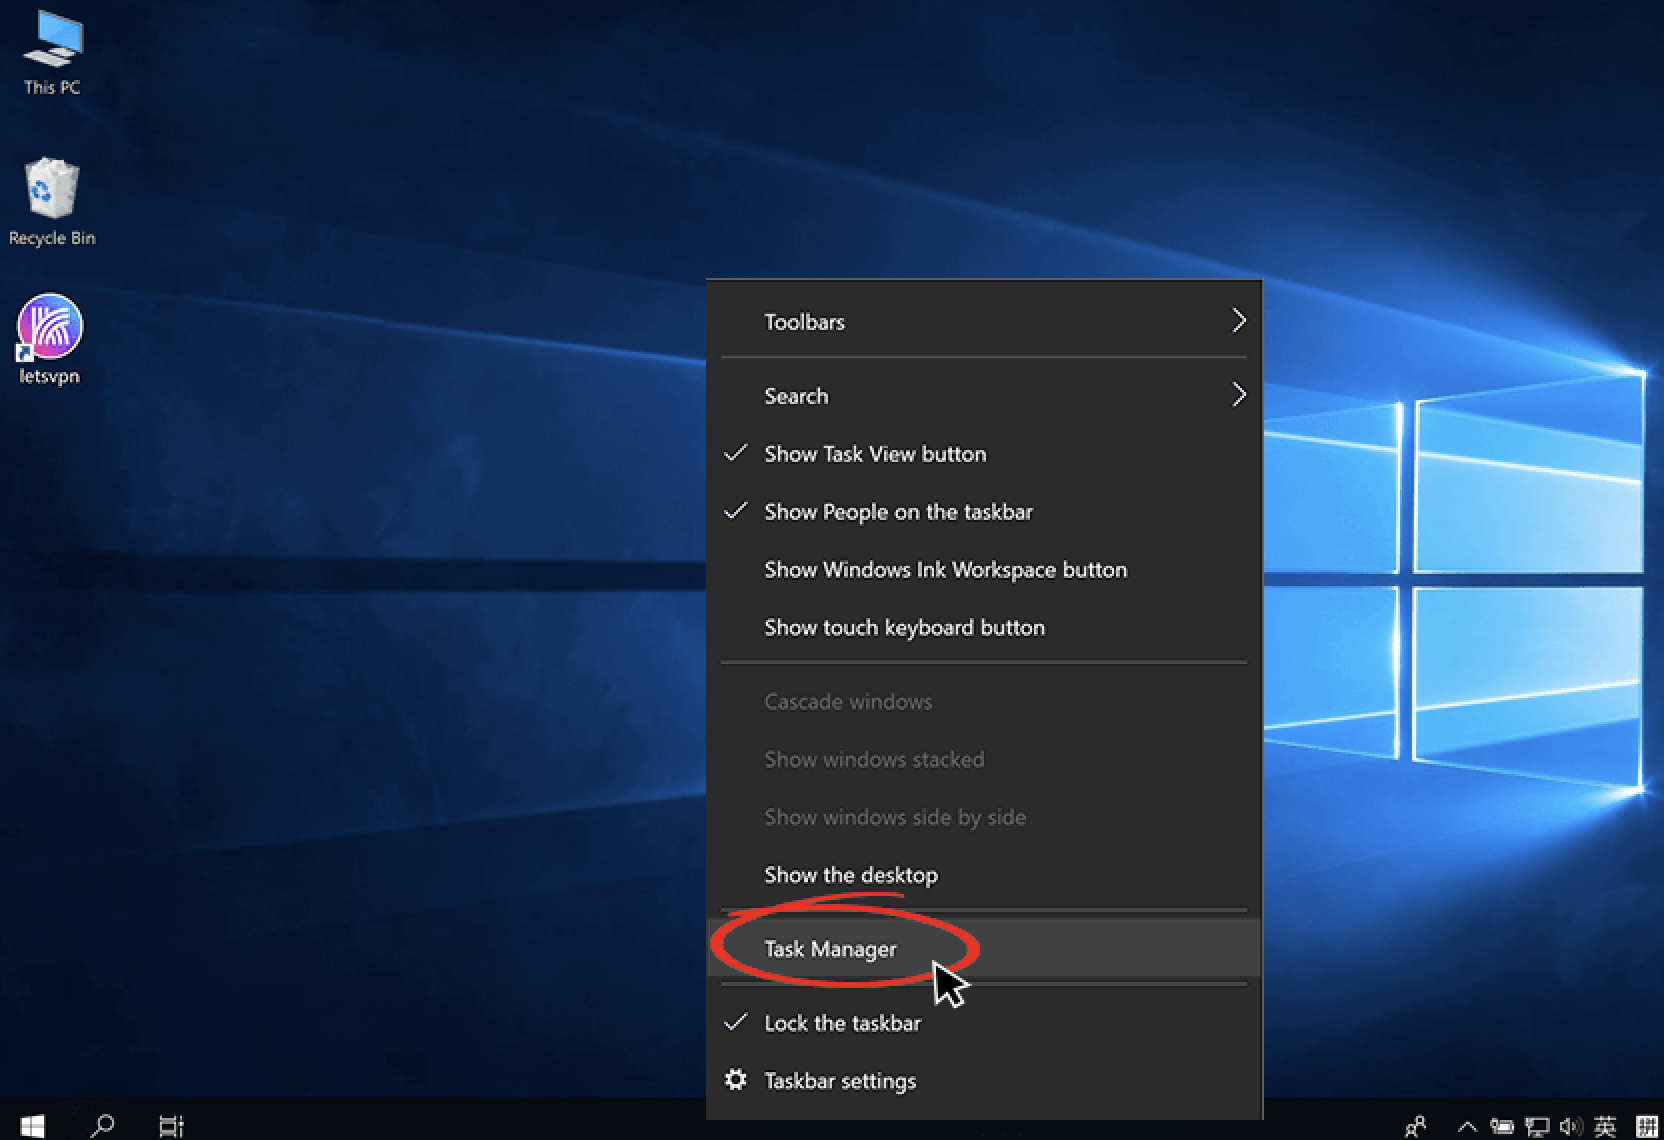 This PC
Recycle Bin
letsvpn
Toolbars
Search
Show Task View button
Show People on the taskbar
Show Windows Ink Workspace button
Show touch keyboard button
Cascade windows
Show windows stacked
Show windows side by side
Show the desktop
Task Manager
Lock the taskbar
Taskbar settings
英
拼